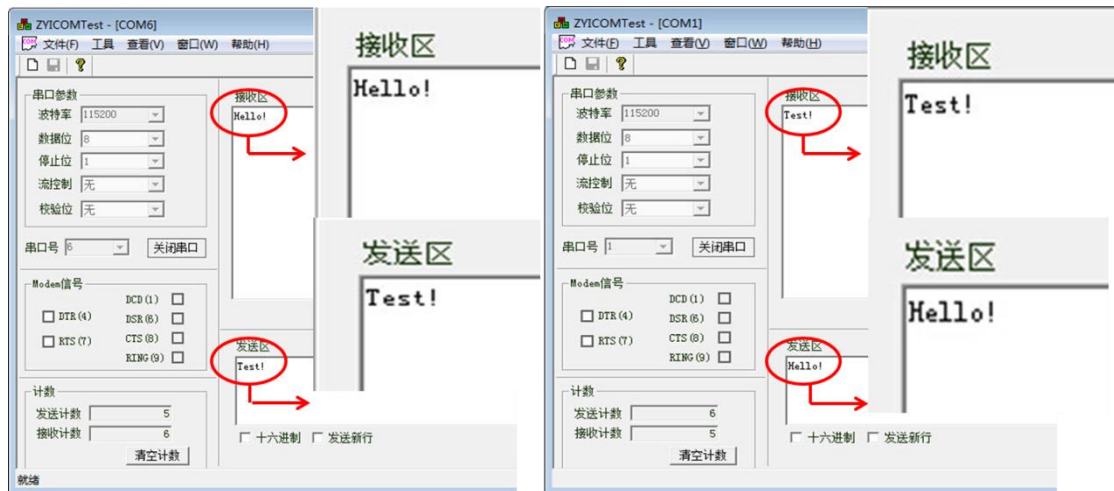 ZYICOMTest - [COM6]
文件(F) 工具 查看(V) 窗口(W) 帮助(H)
串口参数
波特率 115200
数据位 8
停止位 1
流控制 无
校验位 无
串口号 6 关闭串口
Modem信号
DCD(1)
DTR(4) DSR(6)
RTS(7) CTS(8)
RING(9)
计数
发送计数 5
接收计数 6
清空计数
就绪
接收区
Hello!
接收区
Hello!
发送区
Test!
发送区
Test!
十六进制 发送新行
ZYICOMTest - [COM1]
文件(F) 工具 查看(V) 窗口(W) 帮助(H)
串口参数
波特率 115200
数据位 8
停止位 1
流控制 无
校验位 无
串口号 1 关闭串口
Modem信号
DCD(1)
DTR(4) DSR(6)
RTS(7) CTS(8)
RING(9)
计数
发送计数 6
接收计数 5
清空计数
接收区
Test!
接收区
Test!
发送区
Hello!
发送区
Hello!
十六进制 发送新行